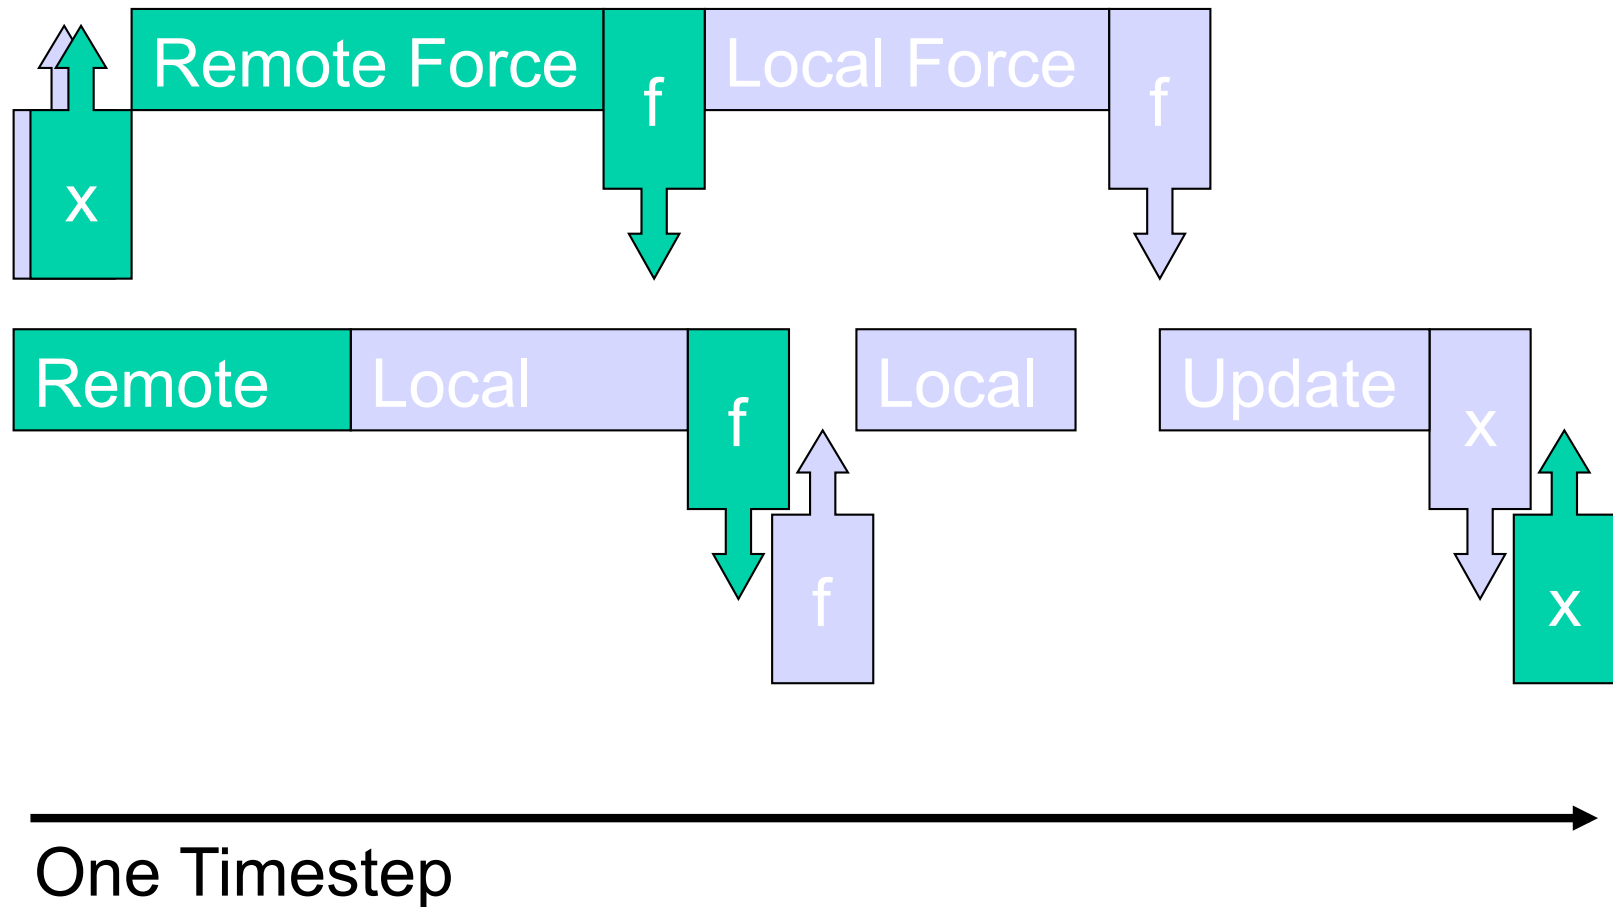 Remote Force
f
Local Force
f
x
Remote
Local
f
Local
Update
x
f
x
One Timestep